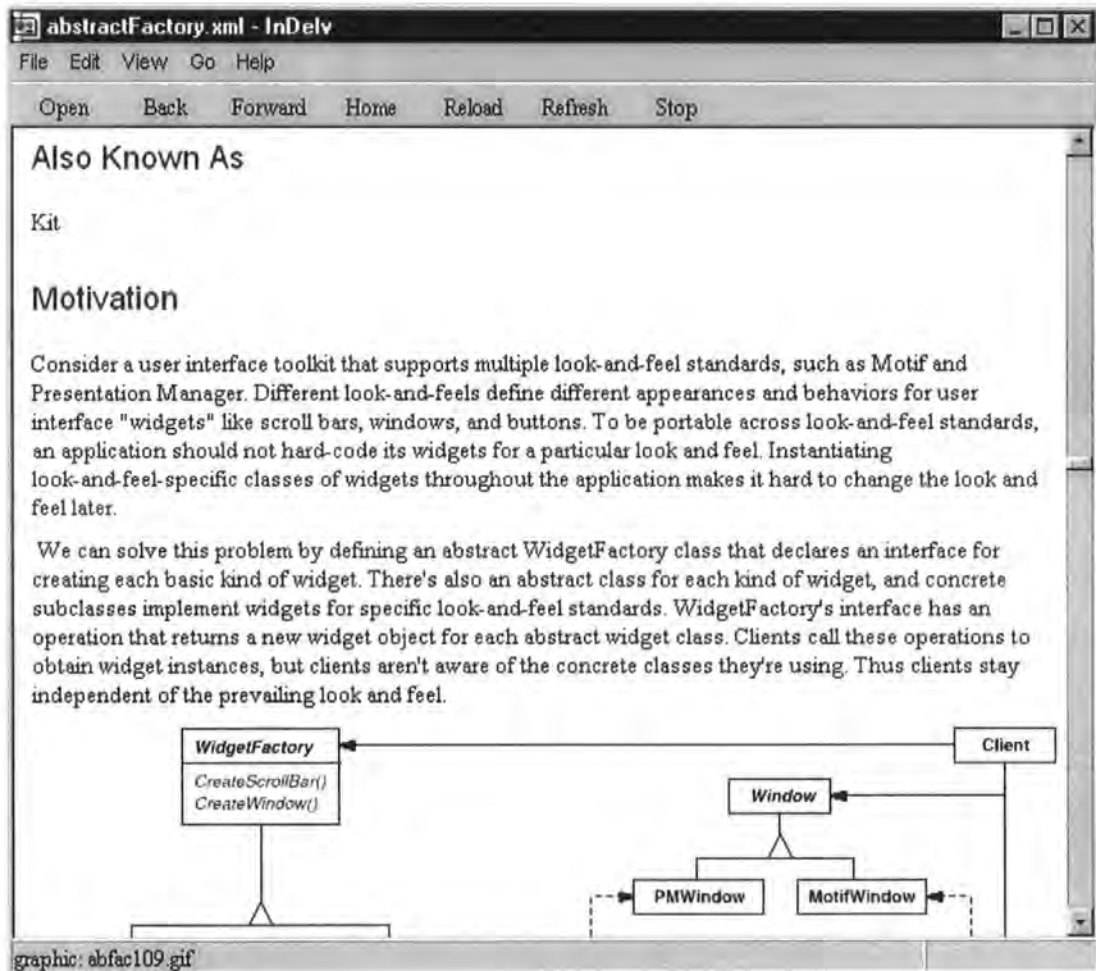 abstractFactory.xml - InDelv
File Edit View Go Help
Open Back Forward Home Reload Refresh Stop
Also Known As
Kit
Motivation
Consider a user interface toolkit that supports multiple look-and-feel standards, such as Motif and
Presentation Manager. Different look-and-feels define different appearances and behaviors for user
interface "widgets" like scroll bars, windows, and buttons. To be portable across look-and-feel standards,
an application should not hard-code its widgets for a particular look and feel. Instantiating
look-and-feel-specific classes of widgets throughout the application makes it hard to change the look and
feel later.
We can solve this problem by defining an abstract WidgetFactory class that declares an interface for
creating each basic kind of widget. There's also an abstract class for each kind of widget, and concrete
subclasses implement widgets for specific look-and-feel standards. WidgetFactory's interface has an
operation that returns a new widget object for each abstract widget class. Clients call these operations to
obtain widget instances, but clients aren't aware of the concrete classes they're using. Thus clients stay
independent of the prevailing look and feel.
WidgetFactory
Client
CreateScrollBar()
CreateWindow()
Window
PMWindow
MotifWindow
graphic: abfac109.gif